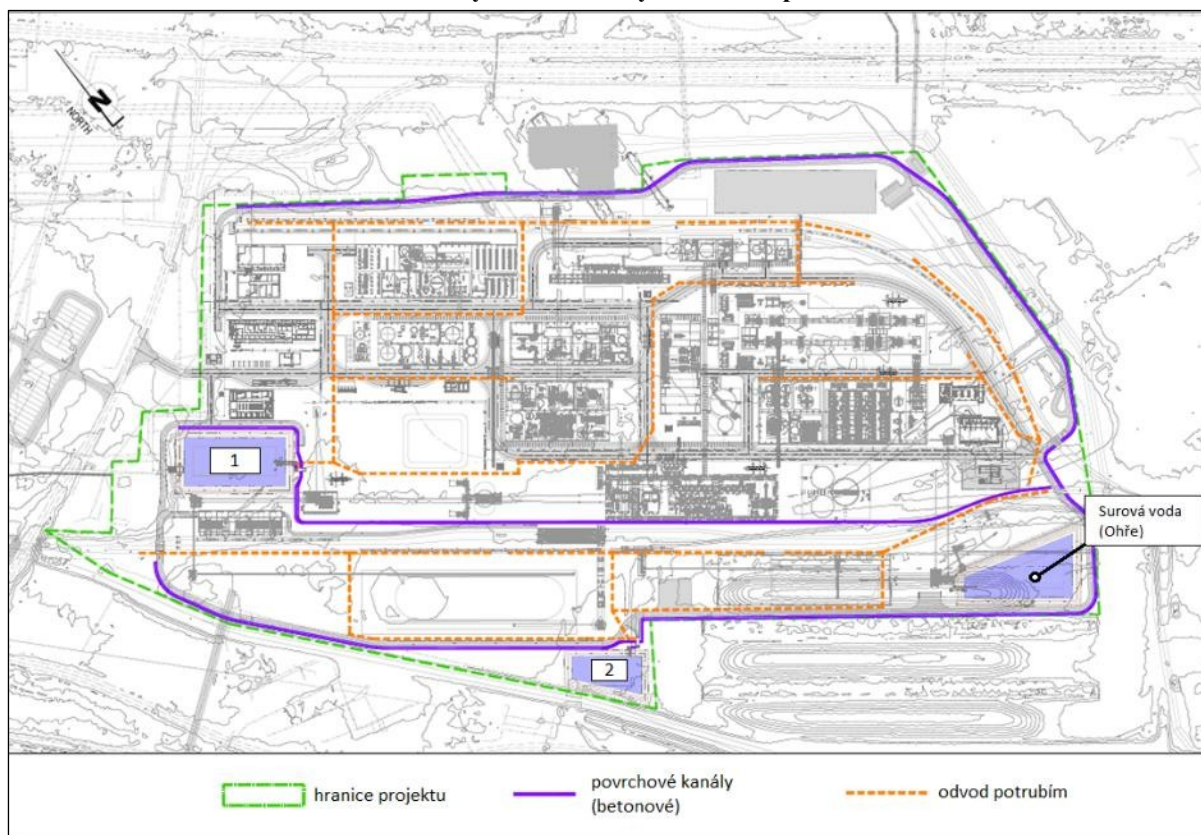 N
NORTH
1
Surová voda
(Ohře)
2
hranice projektu
povrchové kanály
(betonové)
odvod potrubím